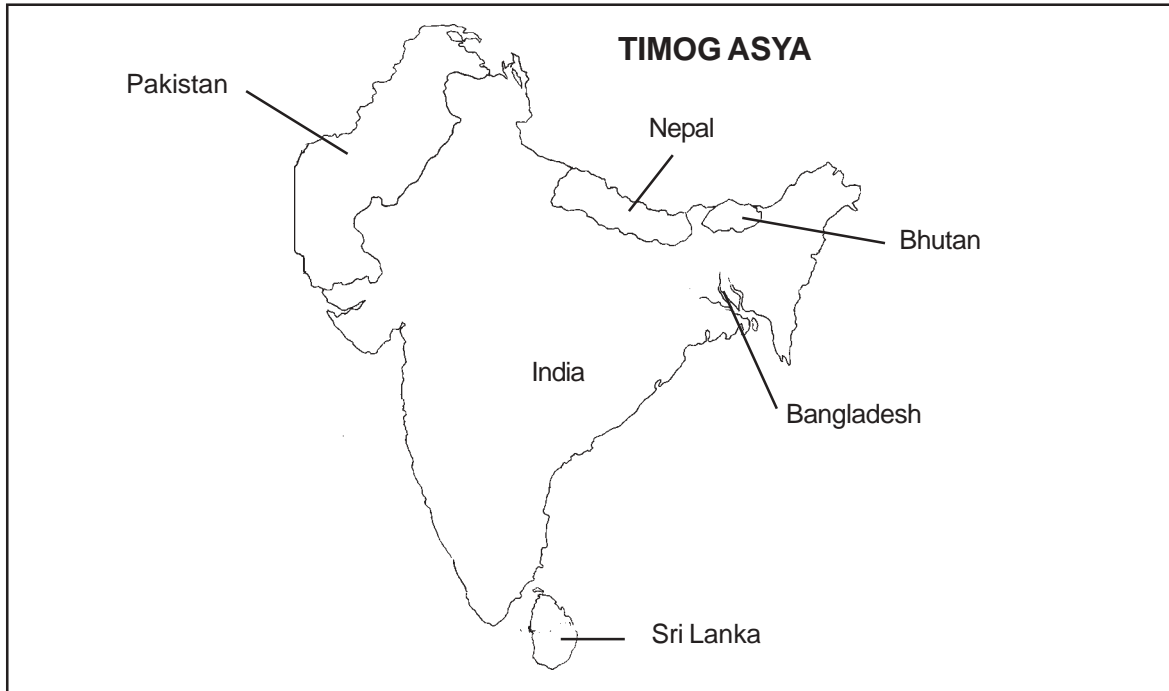 TIMOG ASYA
Pakistan
Nepal
Bhutan
India
Bangladesh
Sri Lanka